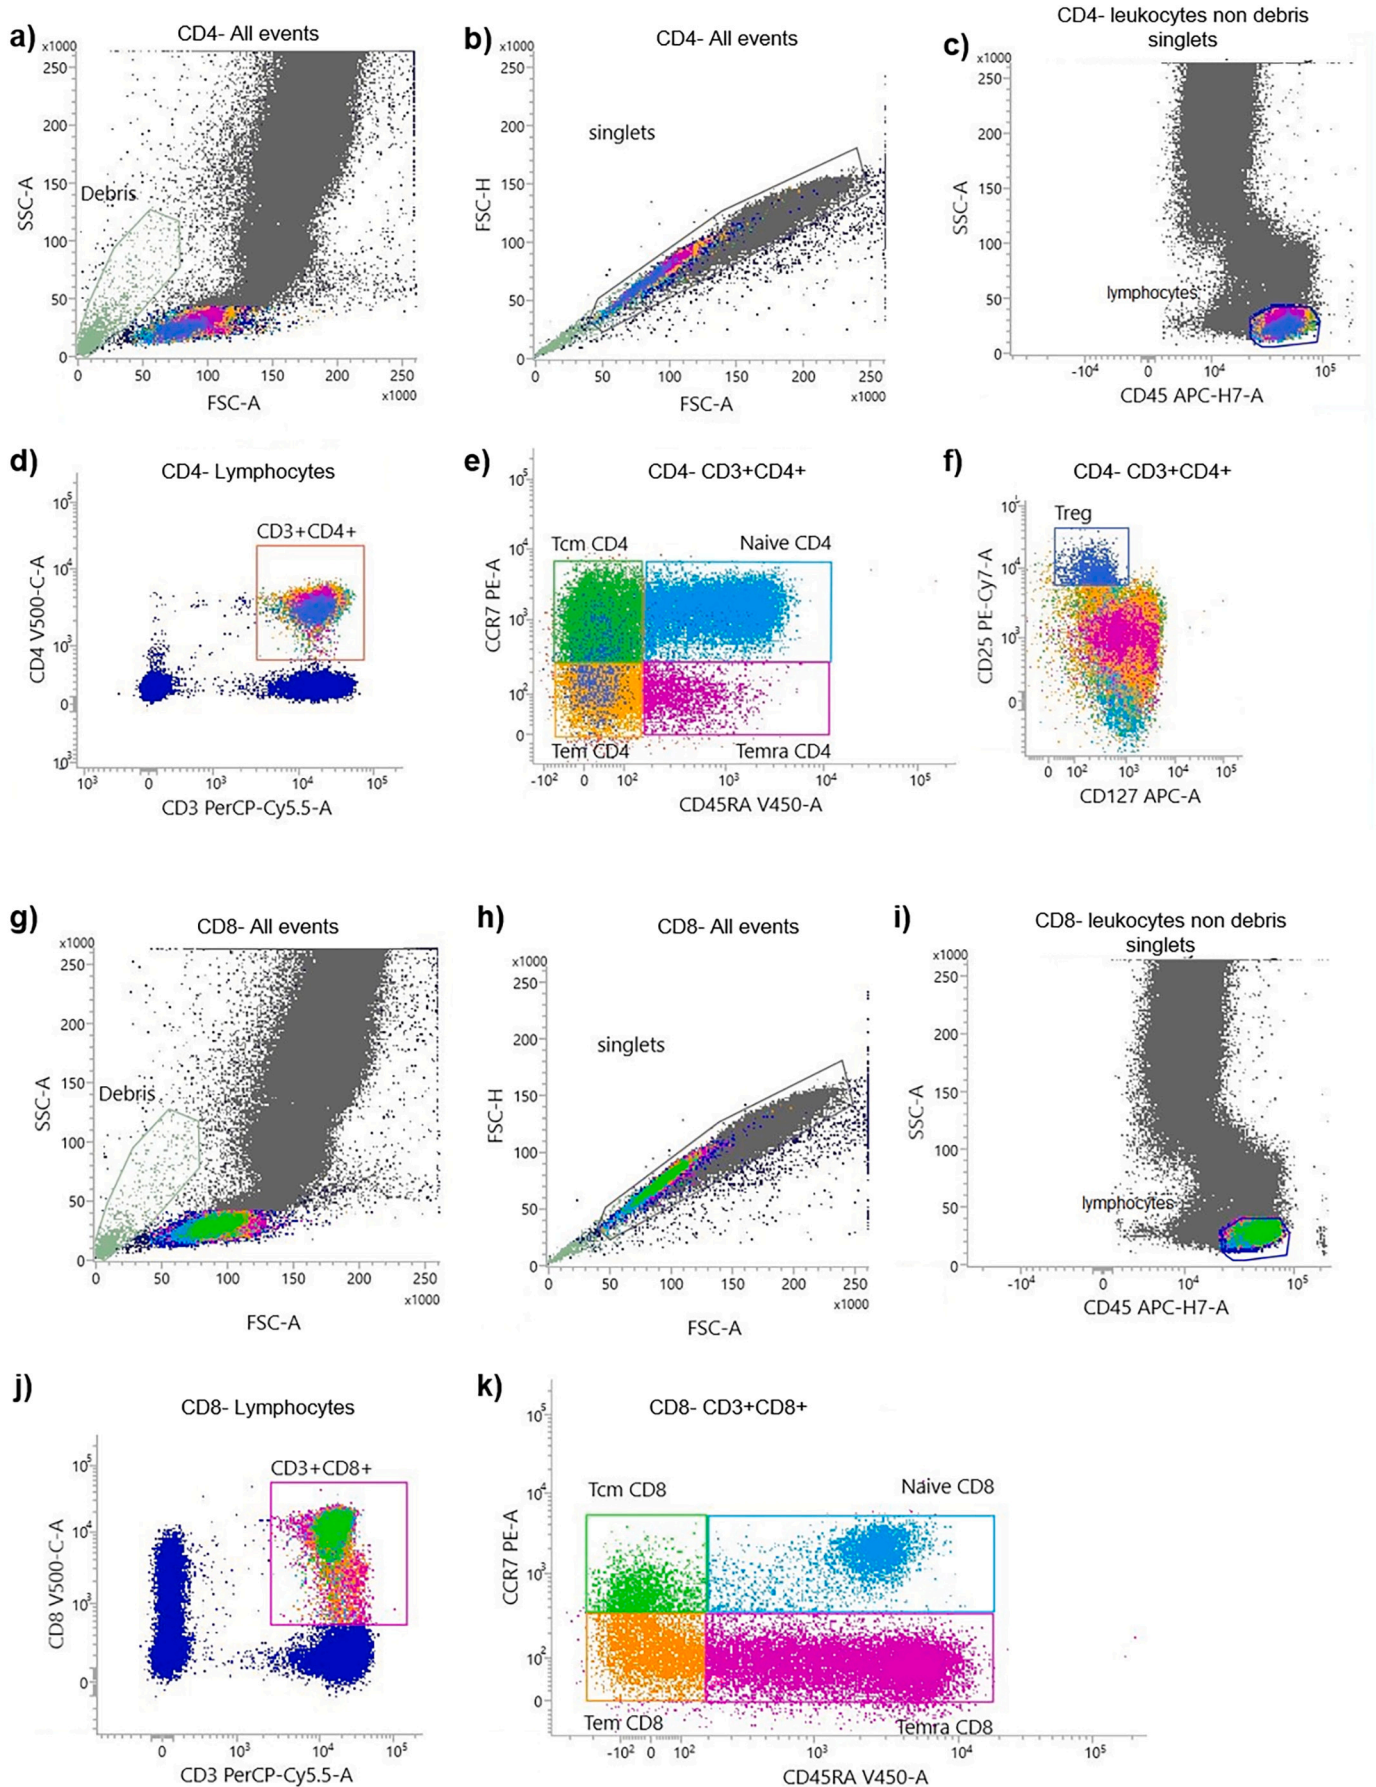 a)
CD4- All events
x1000
250
200
150
100
50
0
SSC-A
Debris
0 50 100 150 200 250
x1000
FSC-A
b)
CD4- All events
x1000
250
200
150
100
50
0
FSC-H
singlets
0 50 100 150 200 250
x1000
FSC-A
c)
CD4- leukocytes non debris
singlets
x1000
250
200
150
100
50
0
SSC-A
lymphocytes
-10⁴ 0 10⁴ 10⁵
CD45 APC-H7-A
d)
CD4- Lymphocytes
CD3+CD4+
10⁵
10⁴
10³
0
10³
CD4 V500-C-A
10³ 0 10³ 10⁴ 10⁵
CD3 PerCP-Cy5.5-A
e)
CD4- CD3+CD4+
10⁵
10⁴
10³
10²
0
CCR7 PE-A
Tcm CD4
Naive CD4
Tem CD4
Temra CD4
-10² 0 10² 10³ 10⁴ 10⁵
CD45RA V450-A
f)
CD4- CD3+CD4+
Treg
10⁵
10⁴
10³
0
CD25 PE-Cy7-A
0 10² 10³ 10⁴ 10⁵
CD127 APC-A
g)
CD8- All events
x1000
250
200
150
100
50
0
SSC-A
Debris
0 50 100 150 200 250
x1000
FSC-A
h)
CD8- All events
x1000
250
200
150
100
50
0
FSC-H
singlets
0 50 100 150 200 250
x1000
FSC-A
i)
CD8- leukocytes non debris
singlets
x1000
250
200
150
100
50
0
SSC-A
lymphocytes
-10⁴ 0 10⁴ 10⁵
CD45 APC-H7-A
j)
CD8- Lymphocytes
CD3+CD8+
10⁵
10⁴
10³
0
CD8 V500-C-A
0 10³ 10⁴ 10⁵
CD3 PerCP-Cy5.5-A
k)
CD8- CD3+CD8+
10⁵
10⁴
10³
10²
0
CCR7 PE-A
Tcm CD8
Naive CD8
Tem CD8
Temra CD8
-10² 0 10² 10³ 10⁴ 10⁵
CD45RA V450-A